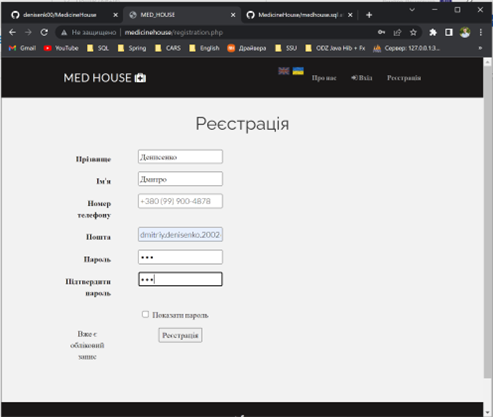 denisenk00/MedicineHouse
MED_HOUSE
MedicineHouse/medhouse.sql
Не защищено | medicinehouse/registration.php
Gmail YouTube SQL Spring CARS English Драйвера SSU ODZ Java Hib + Fx Сервер: 127.0.0.1:3...
MED HOUSE
Про нас Вхід Реєстрація
Реєстрація
Прізвище Денисенко
Ім'я Дмитро
Номер
телефону
+380 (99) 900-4878
Пошта dmitriy.denisenko.2002
Пароль •••
Підтвердити
пароль
•••
Показати пароль
Вже є
обліковий
запис
Реєстрація